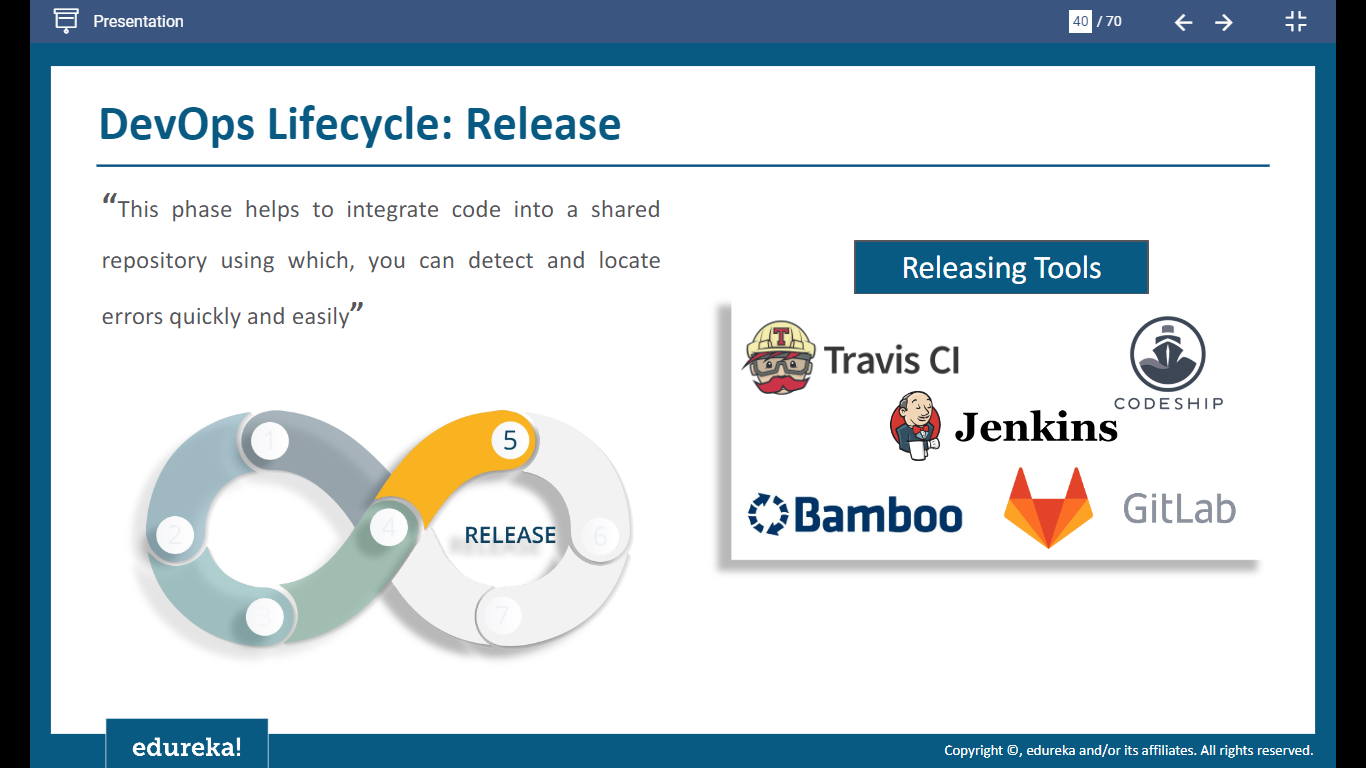 Presentation
40 / 70
DevOps Lifecycle: Release
“This phase helps to integrate code into a shared
repository using which, you can detect and locate
errors quickly and easily”
Releasing Tools
T
Travis CI
CODESHIP
Jenkins
Bamboo
GitLab
1
2
3
4
5
6
7
RELEASE
edureka!
Copyright ©, edureka and/or its affiliates. All rights reserved.